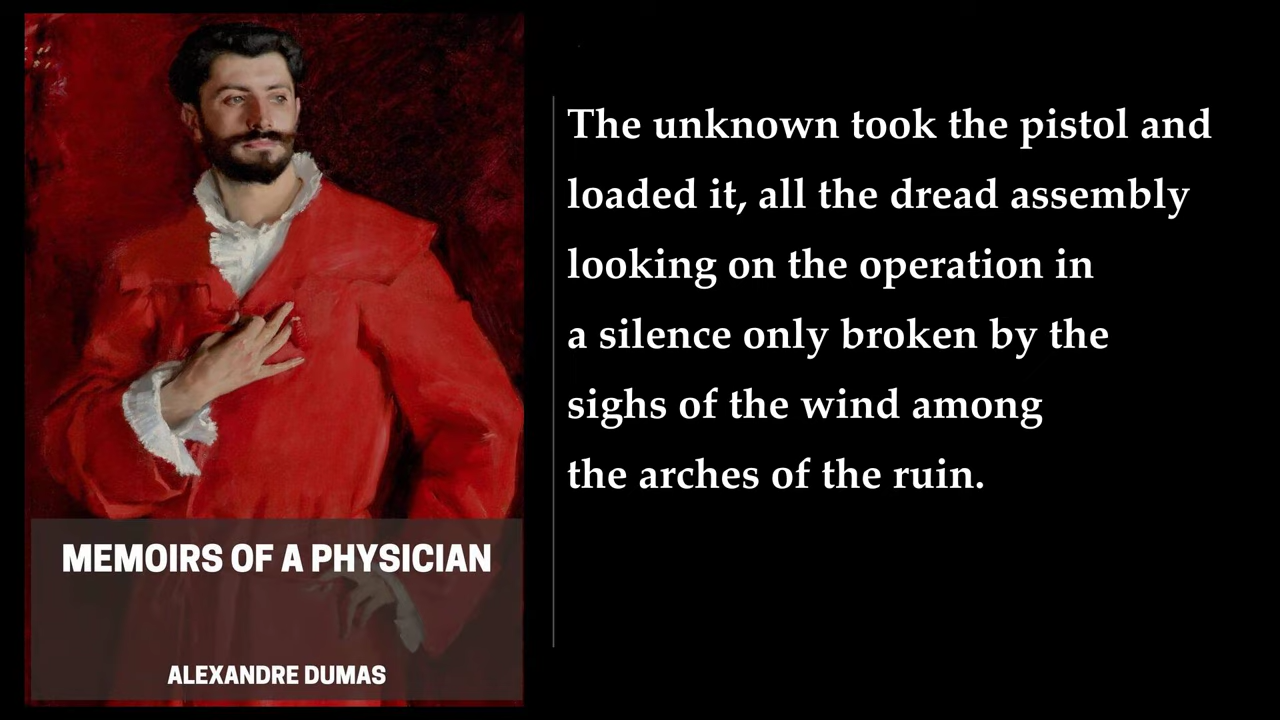 MEMOIRS OF A PHYSICIAN
ALEXANDRE DUMAS
The unknown took the pistol and
loaded it, all the dread assembly
looking on the operation in
a silence only broken by the
sighs of the wind among
the arches of the ruin.